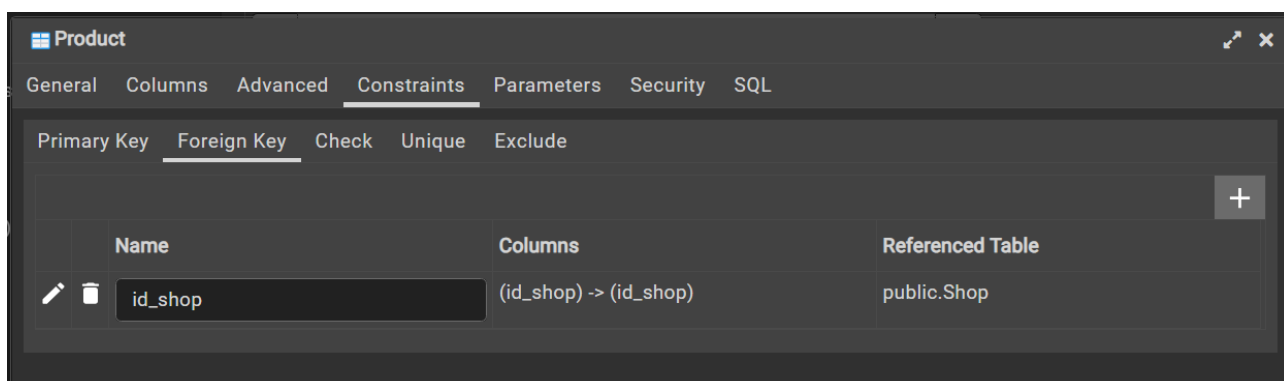 Product
General Columns Advanced Constraints Parameters Security SQL
Primary Key Foreign Key Check Unique Exclude
Name Columns Referenced Table
id_shop (id_shop) -> (id_shop) public.Shop